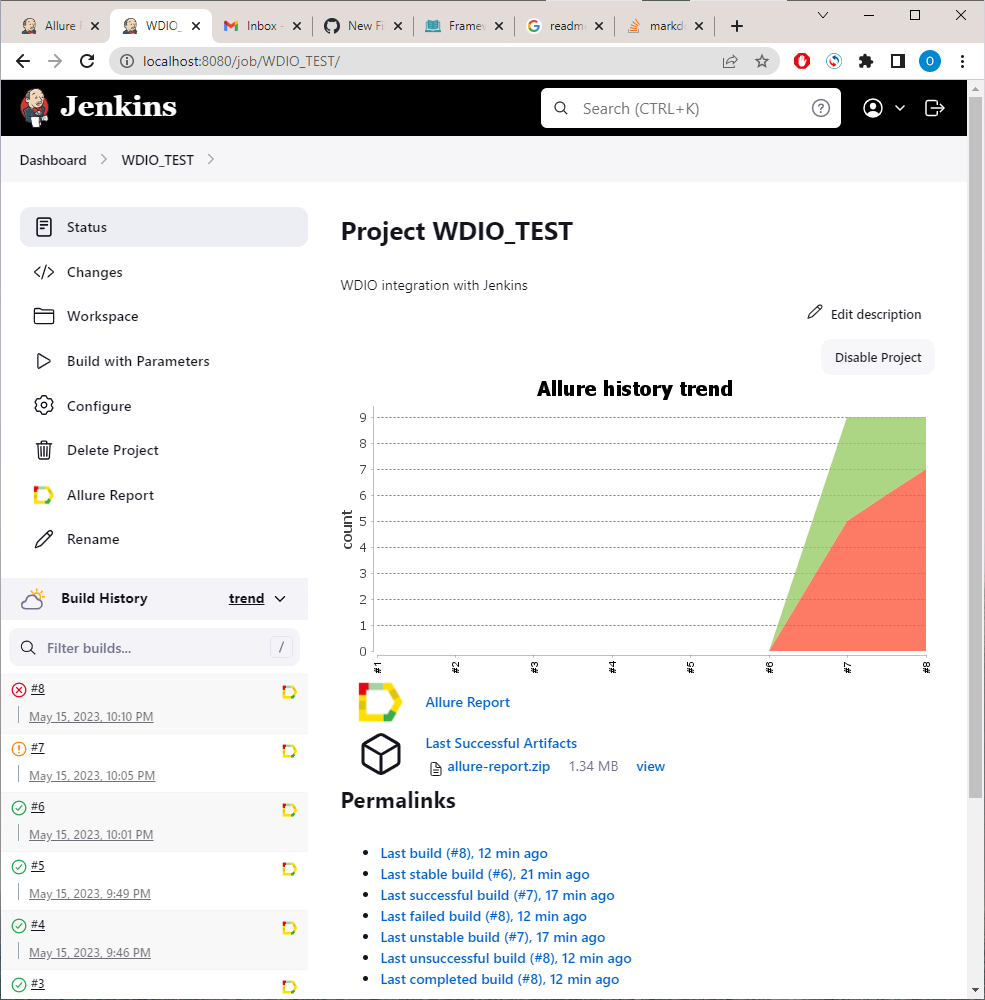 Allure
WDIO_
Inbox -
New Fi
Framew
readme
markd
localhost:8080/job/WDIO_TEST/
O
Jenkins
Search (CTRL+K)
?
Dashboard
WDIO_TEST
Status
Changes
Workspace
Build with Parameters
Configure
Delete Project
Allure Report
Rename
Build History
trend
Filter builds...
/
#8
May 15, 2023, 10:10 PM
#7
May 15, 2023, 10:05 PM
#6
May 15, 2023, 10:01 PM
#5
May 15, 2023, 9:49 PM
#4
May 15, 2023, 9:46 PM
#3
Project WDIO_TEST
WDIO integration with Jenkins
Edit description
Disable Project
Allure history trend
count
9
8
7
6
5
4
3
2
1
0
#1
#2
#3
#4
#5
#6
#7
#8
Allure Report
Last Successful Artifacts
allure-report.zip 1.34 MB view
Permalinks
Last build (#8), 12 min ago
Last stable build (#6), 21 min ago
Last successful build (#7), 17 min ago
Last failed build (#8), 12 min ago
Last unstable build (#7), 17 min ago
Last unsuccessful build (#8), 12 min ago
Last completed build (#8), 12 min ago